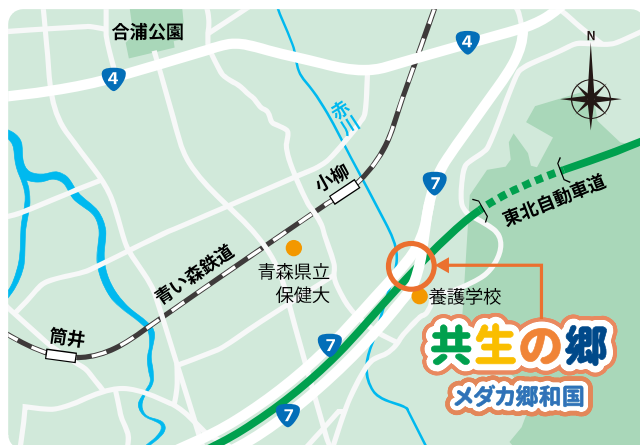 合浦公園
4
4
N
赤川
小柳
7
東北自動車道
青い森鉄道
青森県立
保健大
養護学校
筒井
7
共生の郷
メダカ郷和国
7